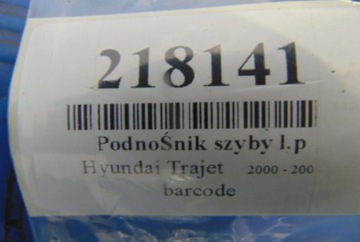 218141
PodnoŚnik szyby l.p
Hyundai Trajet 2000 - 200
barcode